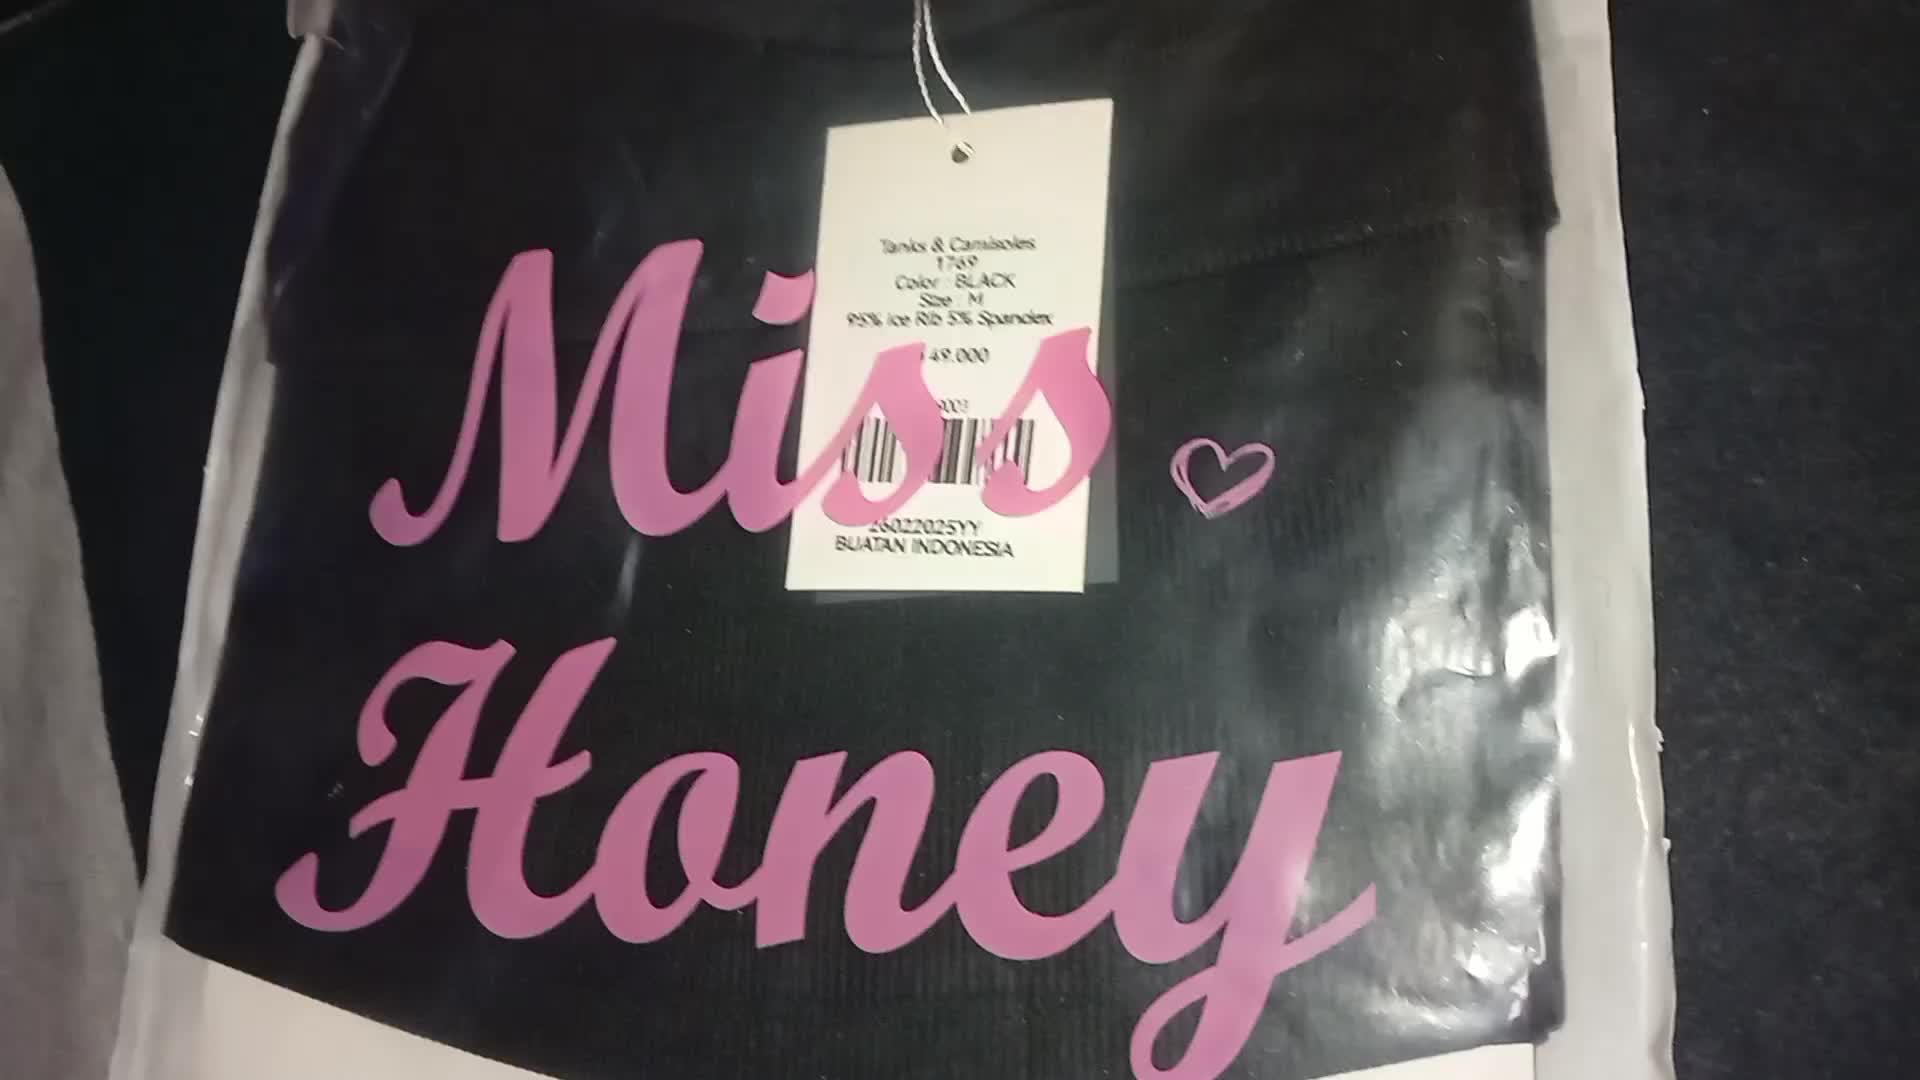 Tanks & Camisoles
1769
Color : BLACK
Size : M
95% Ice Rib 5% Spandex
49.000
Miss
26022025YY
BUATAN INDONESIA
Honey